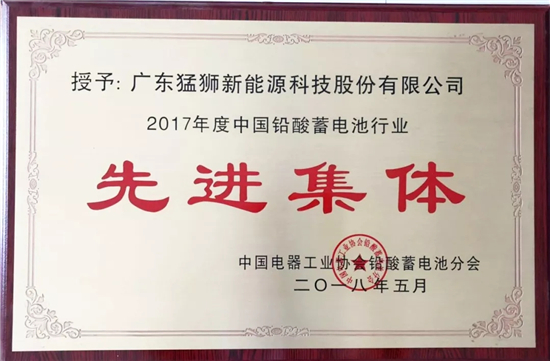 授予:广东猛狮新能源科技股份有限公司
2017年度中国铅酸蓄电池行业
先进集体
中国电器工业协会铅酸蓄电池分会
二〇一八年五月